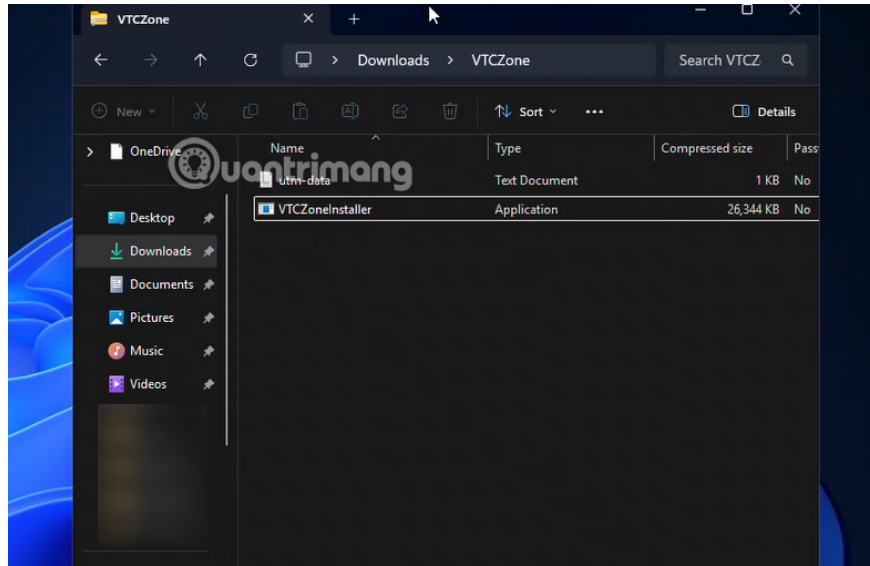 VTCZone
Downloads > VTCZone
Search VTCZ
New
Sort
Details
OneDrive
Quantrimang
Name
Type
Compressed size
Pass
utm-data
Text Document
1 KB
No
VTCZoneInstaller
Application
26,344 KB
No
Desktop
Downloads
Documents
Pictures
Music
Videos